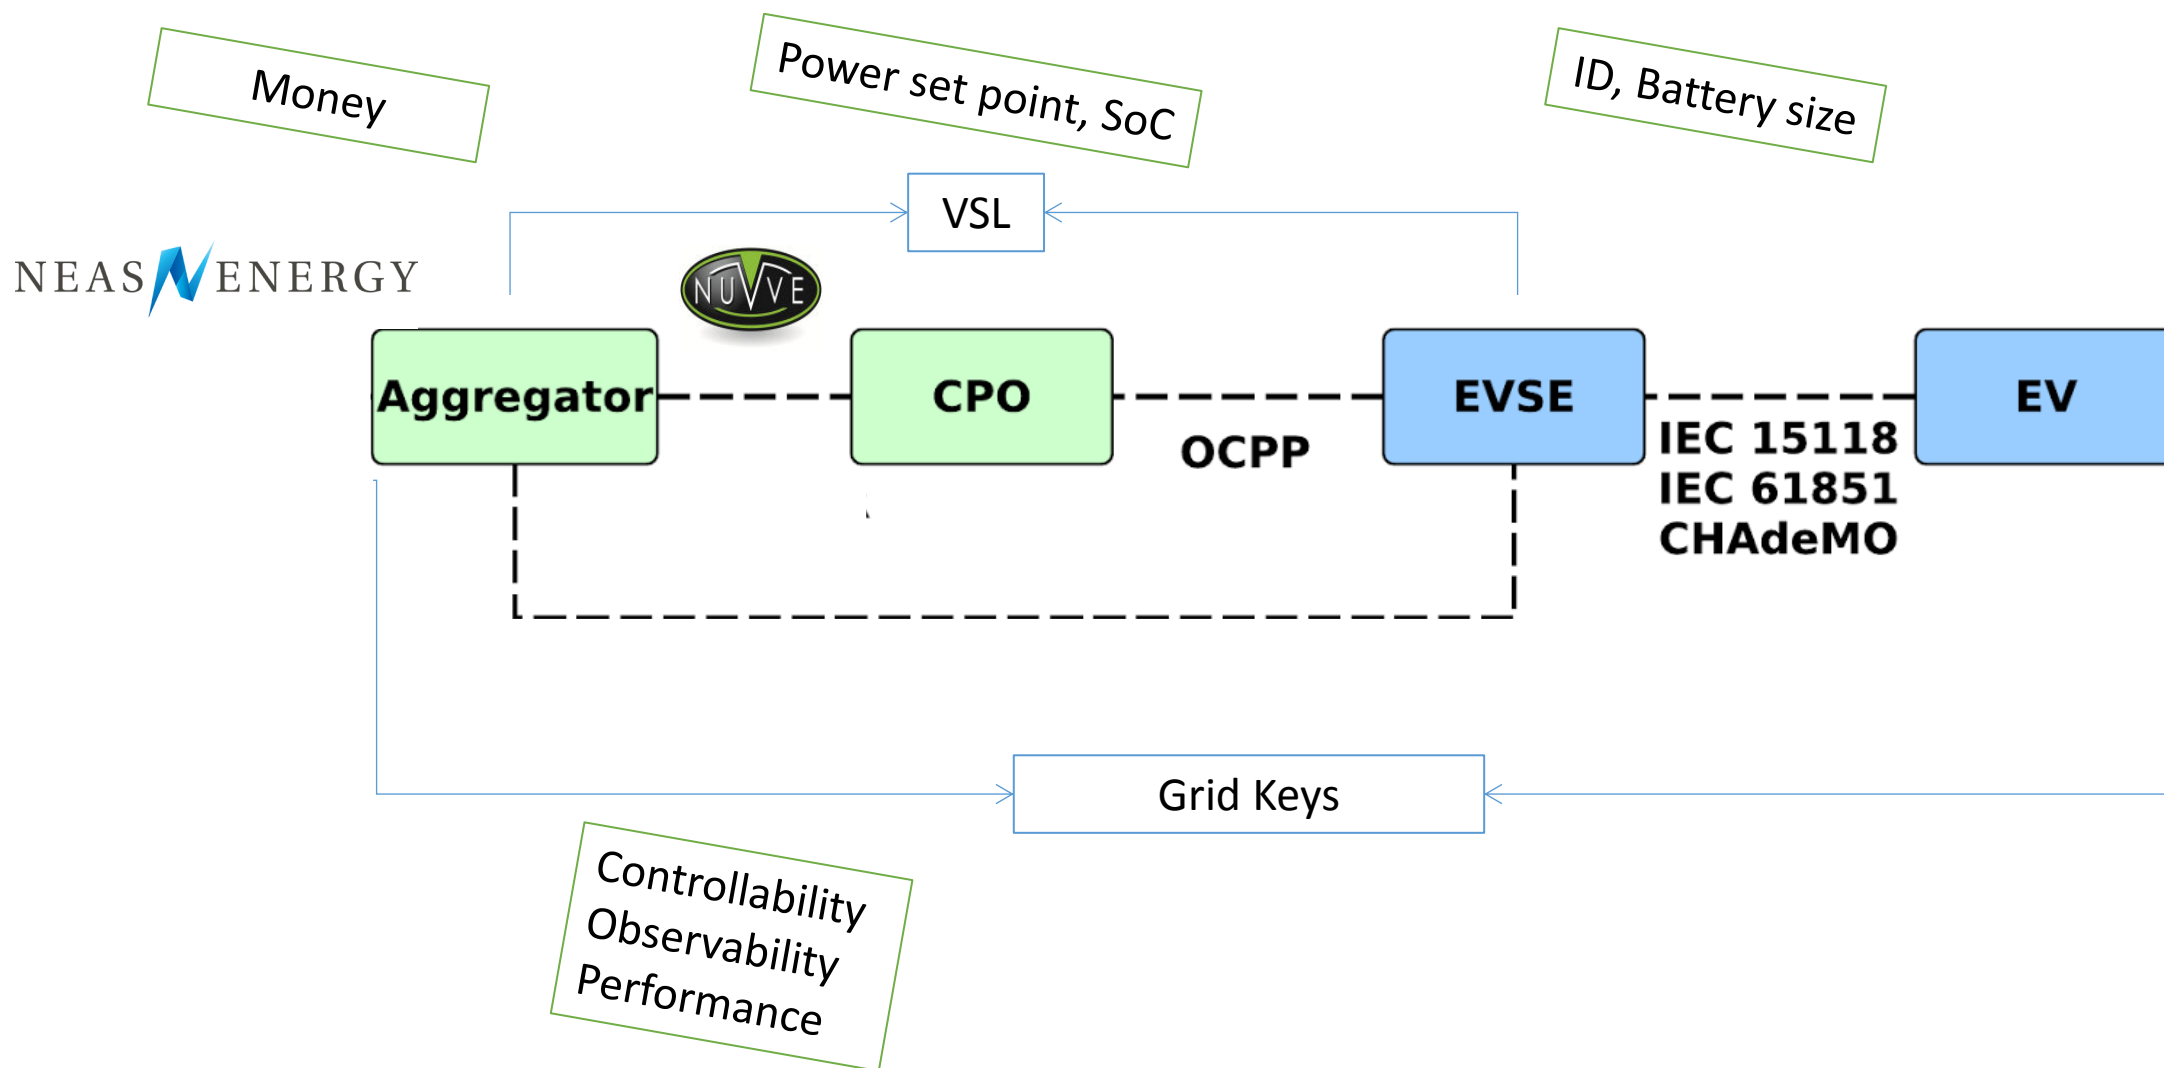 Money
Power set point, SoC
ID, Battery size
VSL
NEAS ENERGY
NUVVE
Aggregator
CPO
EVSE
EV
OCPP
IEC 15118
IEC 61851
CHAdeMO
Grid Keys
Controllability
Observability
Performance